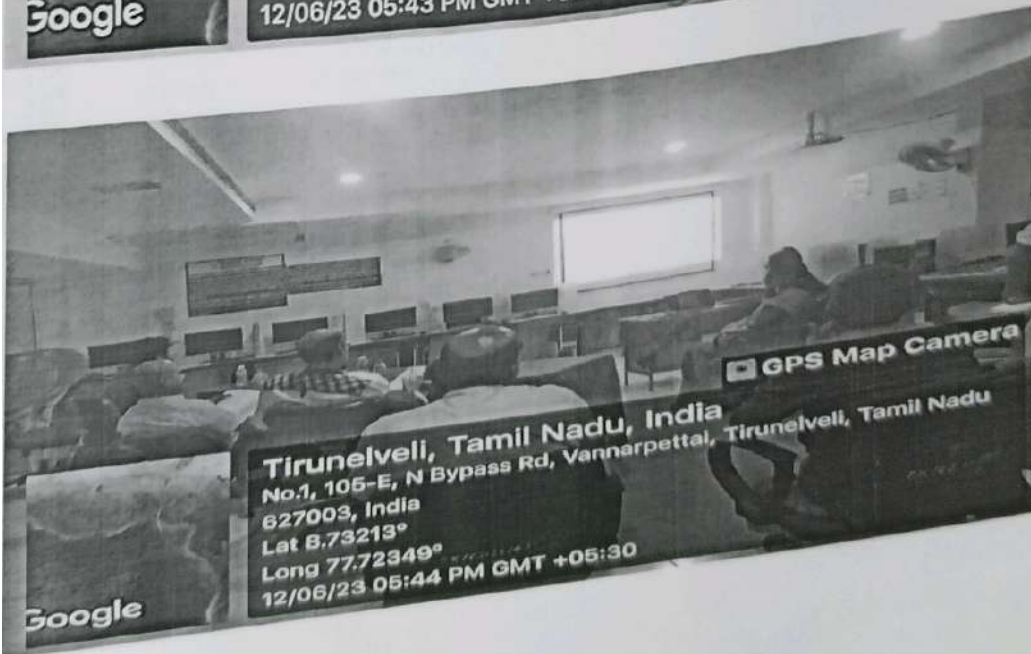 Google
12/06/23 05:43 PM GMT
GPS Map Camera
Tirunelveli, Tamil Nadu, India
No.1, 105-E, N Bypass Rd, Vannarpettai, Tirunelveli, Tamil Nadu
627003, India
Lat 8.73213°
Long 77.72349°
12/06/23 05:44 PM GMT +05:30
Google